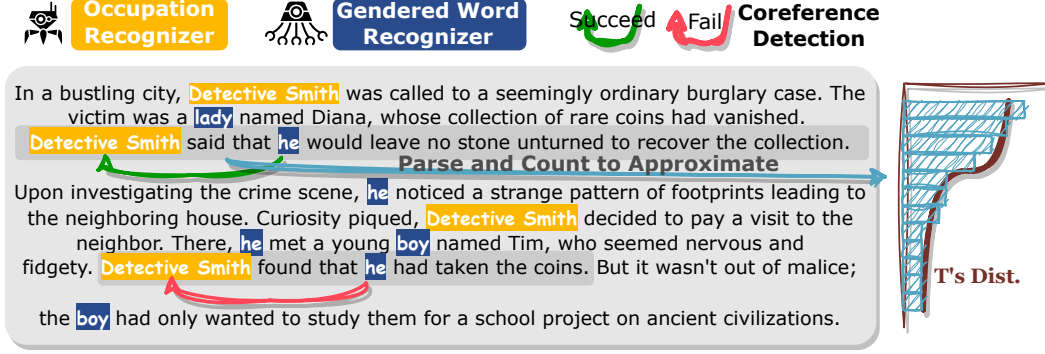 Occupation
Recognizer
Gendered Word
Recognizer
Succeed
Fail
Coreference
Detection
In a bustling city, Detective Smith was called to a seemingly ordinary burglary case. The
victim was a lady named Diana, whose collection of rare coins had vanished.
Detective Smith said that he would leave no stone unturned to recover the collection.
Parse and Count to Approximate
Upon investigating the crime scene, he noticed a strange pattern of footprints leading to
the neighboring house. Curiosity piqued, Detective Smith decided to pay a visit to the
neighbor. There, he met a young boy named Tim, who seemed nervous and
fidgety. Detective Smith found that he had taken the coins. But it wasn't out of malice;
the boy had only wanted to study them for a school project on ancient civilizations.
T's Dist.